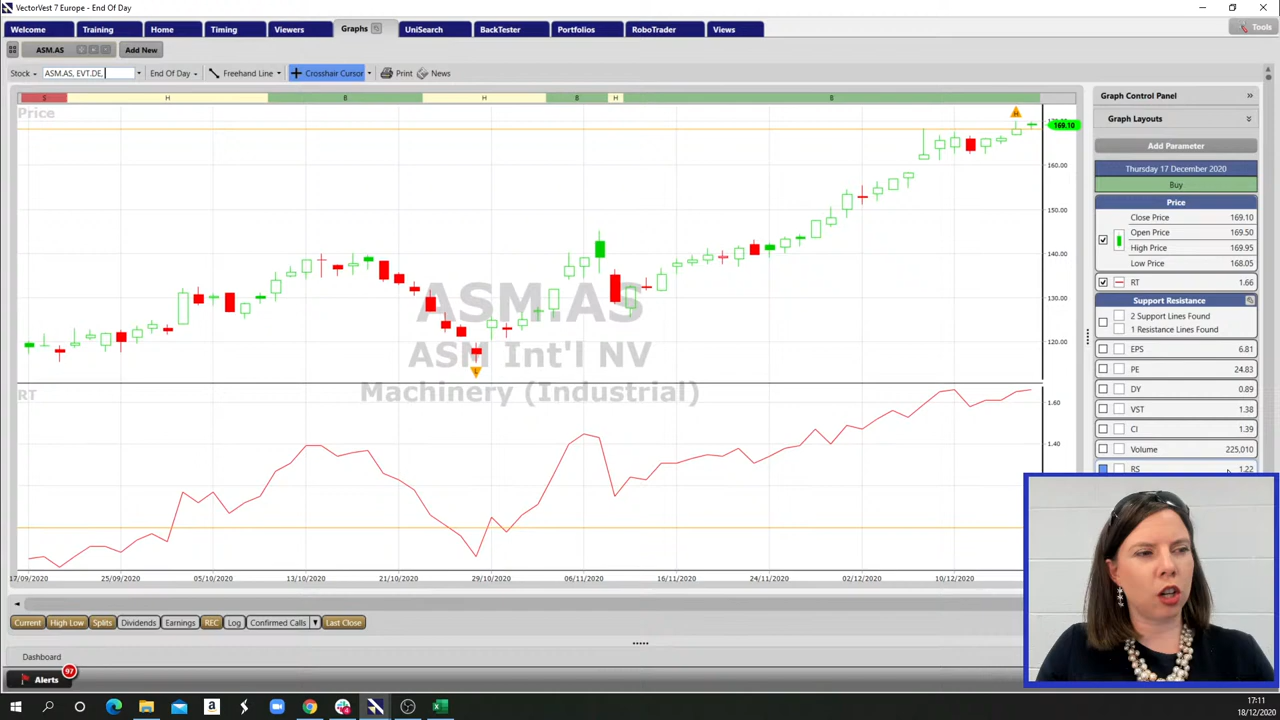 VectorVest 7 Europe - End Of Day
Welcome Training Home Timing Viewers Graphs UniSearch BackTester Portfolios RoboTrader Views Tools
ASM.AS Add New
Stock ASM.AS, EVT.DE, End Of Day Freehand Line Crosshair Cursor Print News
S H B H B H B
Price
169.10
160.00
150.00
140.00
130.00
120.00
ASM.AS
ASM Int'l NV
Machinery (Industrial)
RT
1.60
1.40
17/09/2020 25/09/2020 05/10/2020 13/10/2020 21/10/2020 29/10/2020 06/11/2020 16/11/2020 24/11/2020 02/12/2020 10/12/2020
Current High Low Splits Dividends Earnings REC Log Confirmed Calls Last Close
Dashboard
Alerts 97
Graph Control Panel
Graph Layouts
Add Parameter
Thursday 17 December 2020
Buy
Price
Close Price 169.10
Open Price 169.50
High Price 169.95
Low Price 168.05
RT 1.66
Support Resistance
2 Support Lines Found
1 Resistance Lines Found
EPS 6.81
PE 24.83
DY 0.89
VST 1.38
CI 1.39
Volume 225,010
RS 1.22
17:11
18/12/2020